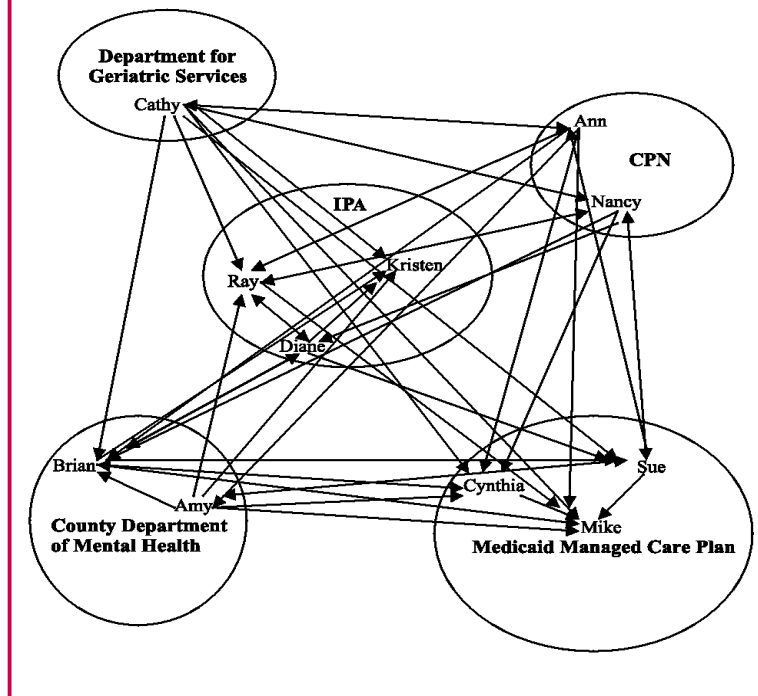 Department for
Geriatric Services
Cathy
Ann
CPN
Nancy
IPA
Kristen
Ray
Diane
Brian
Sue
Cynthia
Amy
County Department
of Mental Health
Mike
Medicaid Managed Care Plan